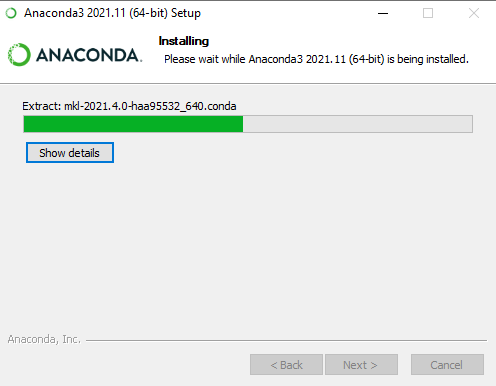 Anaconda3 2021.11 (64-bit) Setup
ANACONDA.
Installing
Please wait while Anaconda3 2021.11 (64-bit) is being installed.
Extract: mkl-2021.4.0-haa95532_640.conda
Show details
Anaconda, Inc.
< Back Next > Cancel